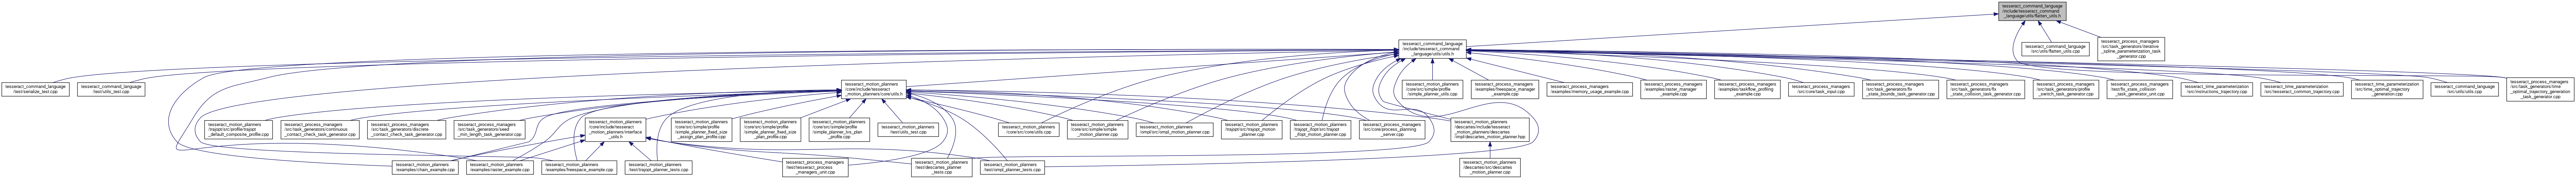 tesseract_command_language
/include/tesseract_command
_language/utils/flatten_utils.h
tesseract_command_language
/include/tesseract_command
_language/utils/utils.h
tesseract_command_language
/src/utils/flatten_utils.cpp
tesseract_process_managers
/src/task_generators/iterative
_spline_parameterization_task
_generator.cpp
tesseract_command_language
/test/serialize_test.cpp
tesseract_command_language
/test/utils_test.cpp
tesseract_motion_planners
/core/include/tesseract
_motion_planners/core/utils.h
tesseract_motion_planners
/core/src/simple/profile
/simple_planner_utils.cpp
tesseract_process_managers
/examples/freespace_manager
_example.cpp
tesseract_process_managers
/examples/memory_usage_example.cpp
tesseract_process_managers
/examples/raster_manager
_example.cpp
tesseract_process_managers
/examples/taskflow_profiling
_example.cpp
tesseract_process_managers
/src/core/task_input.cpp
tesseract_process_managers
/src/task_generators/fix
_state_bounds_task_generator.cpp
tesseract_process_managers
/src/task_generators/fix
_state_collision_task_generator.cpp
tesseract_process_managers
/src/task_generators/profile
_switch_task_generator.cpp
tesseract_process_managers
/test/fix_state_collision
_task_generator_unit.cpp
tesseract_time_parameterization
/src/instructions_trajectory.cpp
tesseract_time_parameterization
/src/tesseract_common_trajectory.cpp
tesseract_time_parameterization
/src/time_optimal_trajectory
_generation.cpp
tesseract_command_language
/src/utils/utils.cpp
tesseract_process_managers
/src/task_generators/time
_optimal_trajectory_generation
_task_generator.cpp
tesseract_motion_planners
/trajopt/src/profile/trajopt
_default_composite_profile.cpp
tesseract_process_managers
/src/task_generators/continuous
_contact_check_task_generator.cpp
tesseract_process_managers
/src/task_generators/discrete
_contact_check_task_generator.cpp
tesseract_process_managers
/src/task_generators/seed
_min_length_task_generator.cpp
tesseract_motion_planners
/core/include/tesseract
_motion_planners/interface
_utils.h
tesseract_motion_planners
/core/src/simple/profile
/simple_planner_fixed_size
_assign_plan_profile.cpp
tesseract_motion_planners
/core/src/simple/profile
/simple_planner_fixed_size
_plan_profile.cpp
tesseract_motion_planners
/core/src/simple/profile
/simple_planner_lvs_plan
_profile.cpp
tesseract_motion_planners
/test/utils_test.cpp
tesseract_motion_planners
/core/src/core/utils.cpp
tesseract_motion_planners
/core/src/simple/simple
_motion_planner.cpp
tesseract_motion_planners
/ompl/src/ompl_motion_planner.cpp
tesseract_motion_planners
/trajopt/src/trajopt_motion
_planner.cpp
tesseract_motion_planners
/trajopt_ifopt/src/trajopt
_ifopt_motion_planner.cpp
tesseract_process_managers
/src/core/process_planning
_server.cpp
tesseract_motion_planners
/descartes/include/tesseract
_motion_planners/descartes
/impl/descartes_motion_planner.hpp
tesseract_motion_planners
/examples/chain_example.cpp
tesseract_motion_planners
/examples/raster_example.cpp
tesseract_motion_planners
/examples/freespace_example.cpp
tesseract_motion_planners
/test/trajopt_planner_tests.cpp
tesseract_process_managers
/test/tesseract_process
_managers_unit.cpp
tesseract_motion_planners
/test/descartes_planner
_tests.cpp
tesseract_motion_planners
/test/ompl_planner_tests.cpp
tesseract_motion_planners
/descartes/src/descartes
_motion_planner.cpp